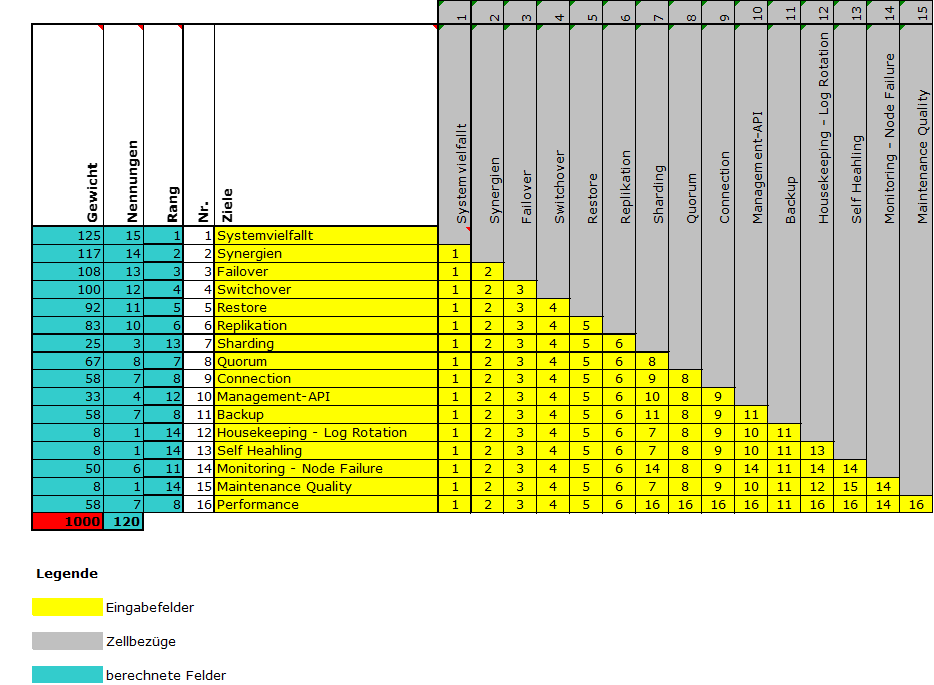 1 2 3 4 5 6 7 8 9 10 11 12 13 14 15
Gewicht Nennungen Rang Nr. Ziele Systemvielfallt Synergien Failover Switchover Restore Replikation Sharding Quorum Connection Management-API Backup Housekeeping - Log Rotation Self Heahling Monitoring - Node Failure Maintenance Quality
125 15 1 1 Systemvielfallt
117 14 2 2 Synergien 1
108 13 3 3 Failover 1 2
100 12 4 4 Switchover 1 2 3
92 11 5 5 Restore 1 2 3 4
83 10 6 6 Replikation 1 2 3 4 5
25 3 13 7 Sharding 1 2 3 4 5 6
67 8 7 8 Quorum 1 2 3 4 5 6 8
58 7 8 9 Connection 1 2 3 4 5 6 9 8
33 4 12 10 Management-API 1 2 3 4 5 6 10 8 9
58 7 8 11 Backup 1 2 3 4 5 6 11 8 9 11
8 1 14 12 Housekeeping - Log Rotation 1 2 3 4 5 6 7 8 9 10 11
8 1 14 13 Self Heahling 1 2 3 4 5 6 7 8 9 10 11 13
50 6 11 14 Monitoring - Node Failure 1 2 3 4 5 6 14 8 9 14 11 14 14
8 1 14 15 Maintenance Quality 1 2 3 4 5 6 7 8 9 10 11 12 15 14
58 7 8 16 Performance 1 2 3 4 5 6 16 16 16 16 11 16 16 14 16
1000 120
Legende
Eingabefelder
Zellbezüge
berechnete Felder